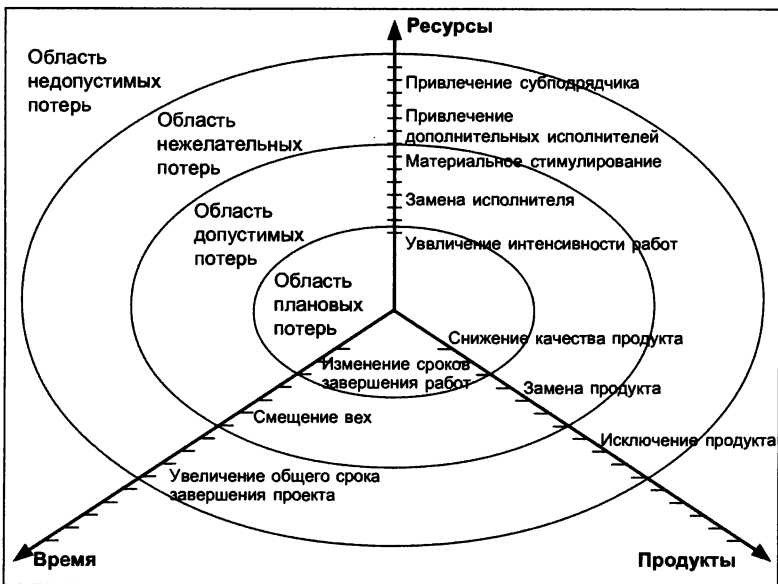 Ресурсы
Область
недопустимых
потерь
Привлечение субподрядчика
Область
нежелательных
потерь
Привлечение
дополнительных исполнителей
Материальное стимулирование
Замена исполнителя
Область
допустимых
потерь
Уввличение интенсивности работ
Область
плановых
потерь
Снижение качества продукта
Изменение сроков
завершения работ
Замена продукта
Смещение вех
Исключение продукта
Увеличение общего срока
завершения проекта
Время
Продукты